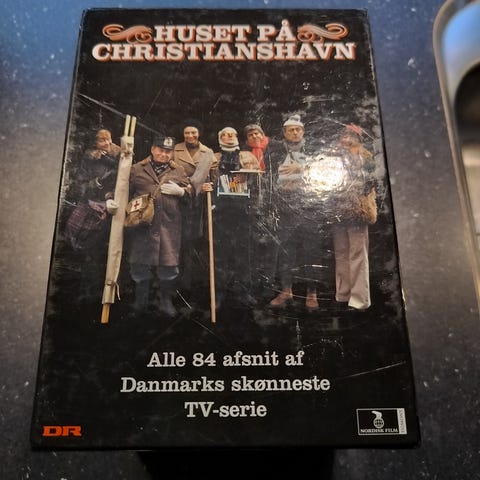 HUSET PÅ
CHRISTIANSHAVN
Alle 84 afsnit af
Danmarks skønneste
TV-serie
DR
NORDISK FILM